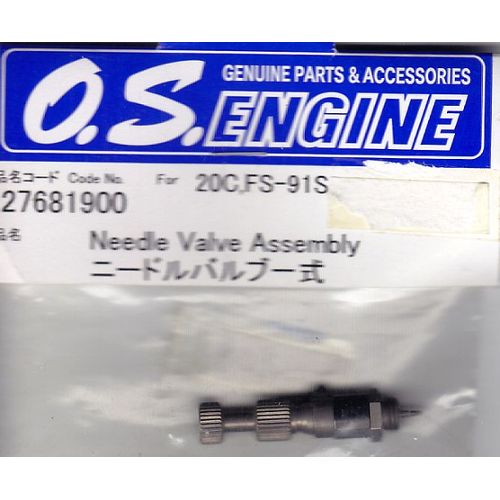 O.S. ENGINE
GENUINE PARTS & ACCESSORIES
品名コード Code No. For 20C,FS-91S
27681900
品名 Needle Valve Assembly
ニードルバルブ一式